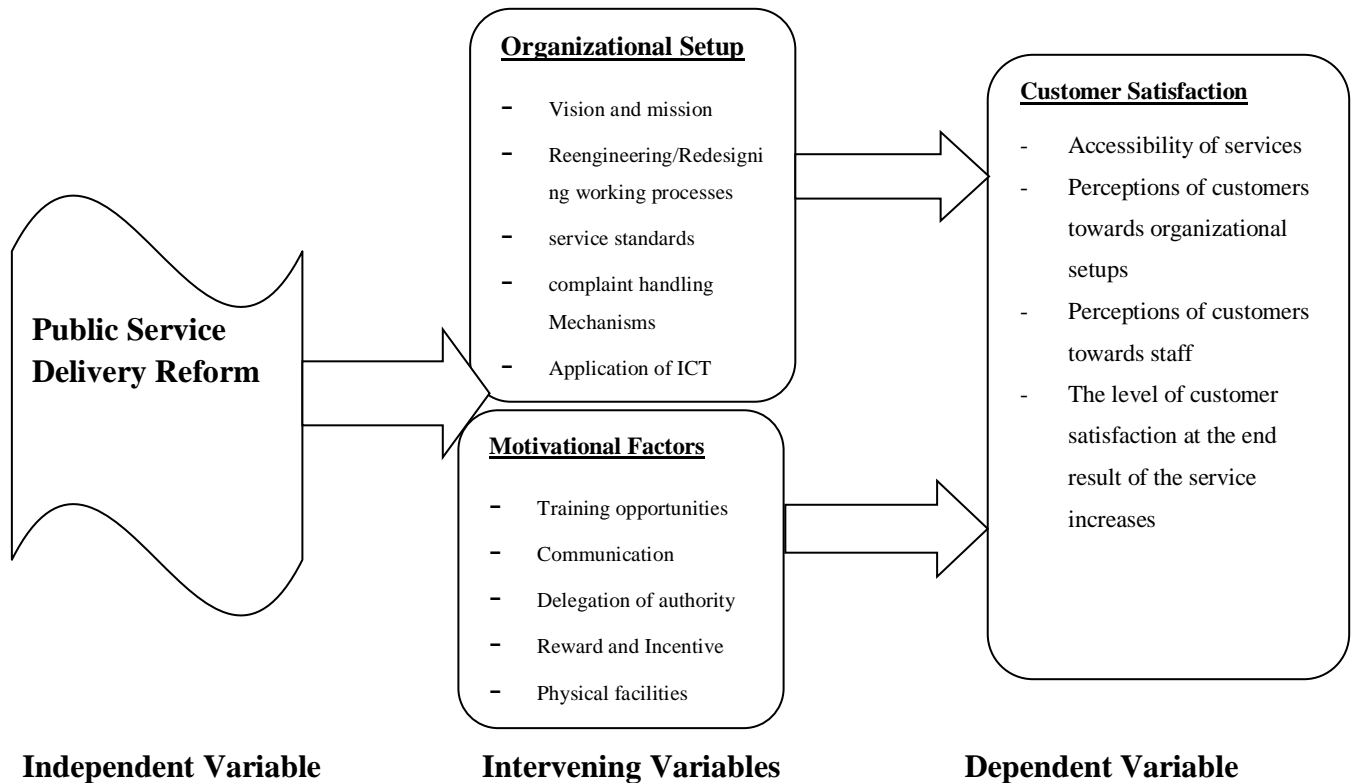 Public Service
Delivery Reform
Organizational Setup
- Vision and mission
- Reengineering/Redesigni
ng working processes
- service standards
- complaint handling
Mechanisms
- Application of ICT
Motivational Factors
- Training opportunities
- Communication
- Delegation of authority
- Reward and Incentive
- Physical facilities
Customer Satisfaction
- Accessibility of services
- Perceptions of customers
towards organizational
setups
- Perceptions of customers
towards staff
- The level of customer
satisfaction at the end
result of the service
increases
Independent Variable
Intervening Variables
Dependent Variable